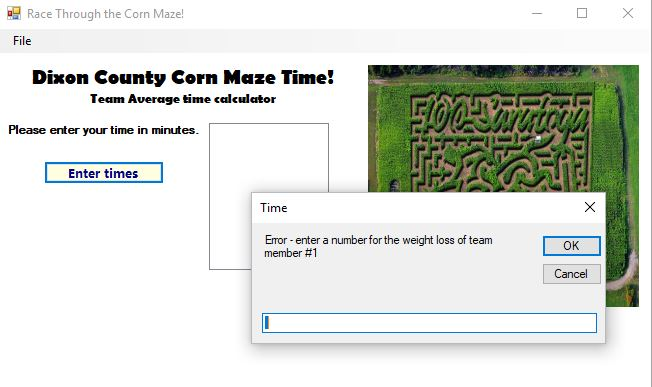 Race Through the Corn Maze!
File
Dixon County Corn Maze Time!
Team Average time calculator
Please enter your time in minutes.
Enter times
Time
Error - enter a number for the weight loss of team
member #1
OK
Cancel